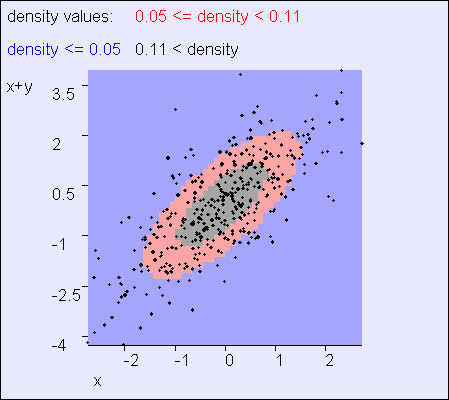 density values: 0.05 <= density < 0.11
density <= 0.05 0.11 < density
x+y
3.5
2
0.5
-1
-2.5
-4
-2 -1 0 1 2
x